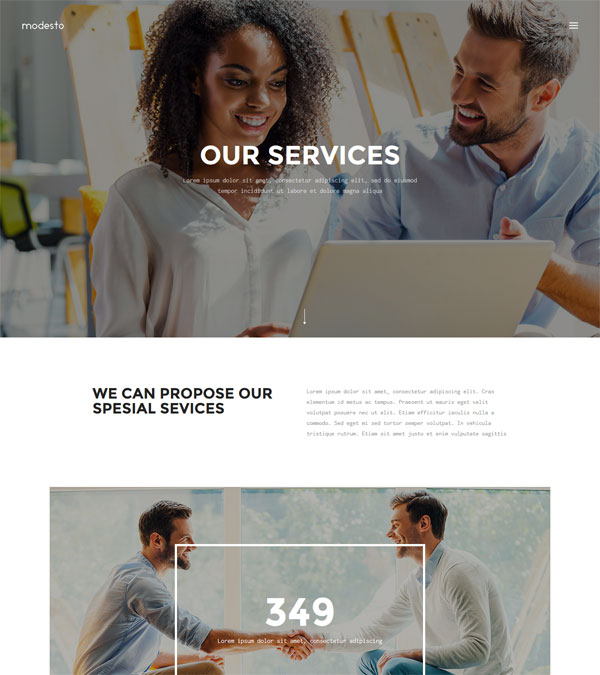 modesto
OUR SERVICES
Lorem ipsum dolor sit amet, consectetur adipiscing elit, sed do eiusmod
tempor incididunt ut labore et dolore magna aliqua
WE CAN PROPOSE OUR
SPESIAL SEVICES
Lorem ipsum dolor sit amet, consectetur adipiscing elit. Cras
elementum id metus ac tempus. Praesent ut mauris eget velit
volutpat posuere nec ut elit. Etiam efficitur iaculis nulla a
commodo. Sed eget mi sed tortor semper volutpat. In vehicula
tristique rutrum. Etiam sit amet justo et enim vulputate sagittis
349
Lorem ipsum dolor sit amet, consectetur adipiscing